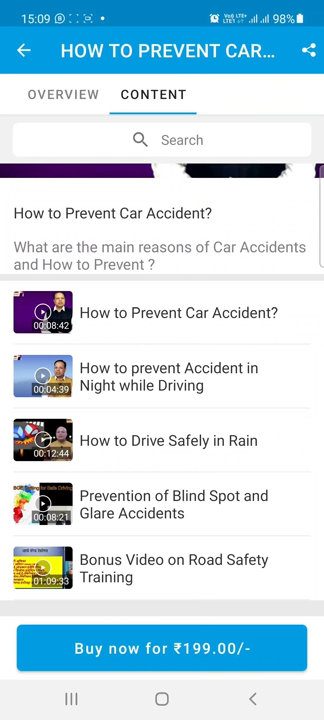 15:09
VoI) LTE+
LTE1
98%
HOW TO PREVENT CAR...
OVERVIEW
CONTENT
Search
How to Prevent Car Accident?
What are the main reasons of Car Accidents
and How to Prevent ?
00:08:42
How to Prevent Car Accident?
00:04:39
How to prevent Accident in
Night while Driving
00:12:44
How to Drive Safely in Rain
00:08:21
Prevention of Blind Spot and
Glare Accidents
01:09:33
Bonus Video on Road Safety
Training
Buy now for ₹199.00/-